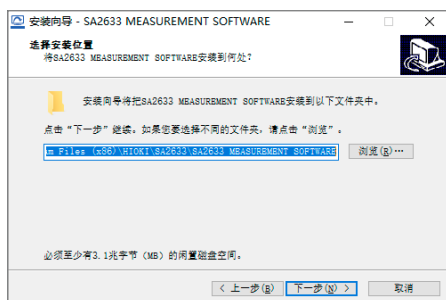 安装向导 - SA2633 MEASUREMENT SOFTWARE
选择安装位置
将SA2633 MEASUREMENT SOFTWARE安装到何处?
安装向导将把SA2633 MEASUREMENT SOFTWARE安装到以下文件夹中。
点击“下一步”继续。如果您要选择不同的文件夹，请点击“浏览”。
m Files (x86)\HIOKI\SA2633\SA2633 MEASUREMENT SOFTWARE 浏览(R)...
必须至少有3.1兆字节（MB）的闲置磁盘空间。
< 上一步(B) 下一步(N) > 取消